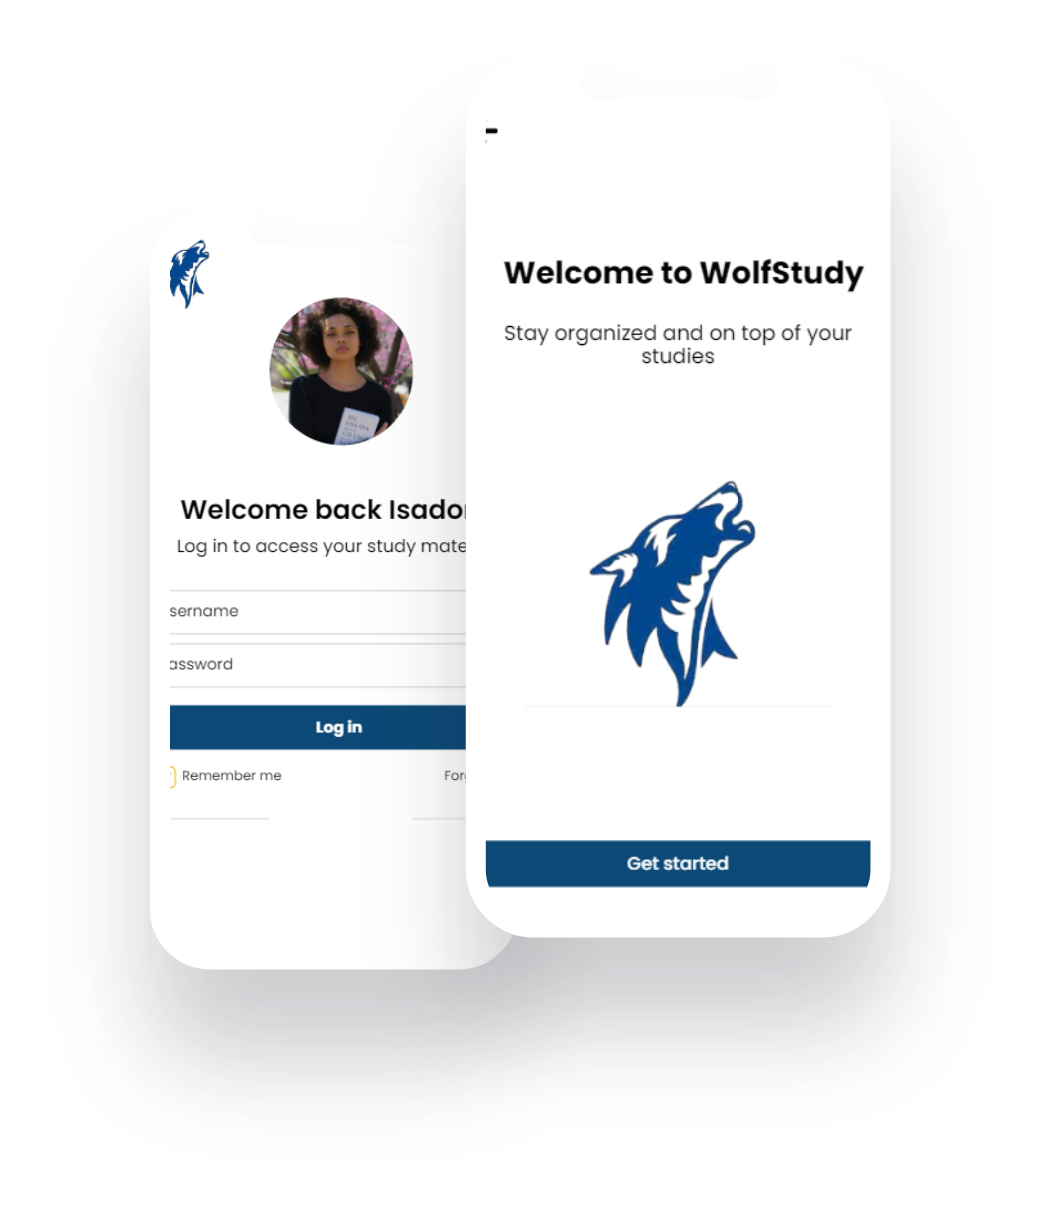 Welcome to WolfStudy
Stay organized and on top of your
studies
Get started
Welcome back Isador
Log in to access your study mate
sername
assword
Log in
Remember me
For